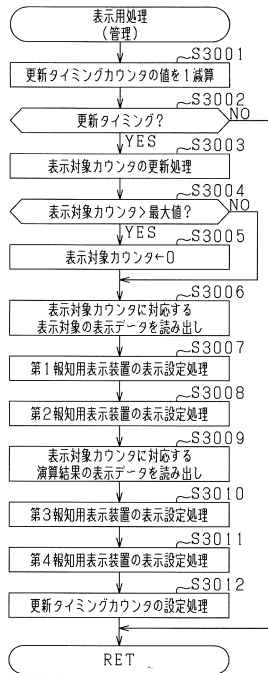 表示用処理
(管理)
S3001
更新タイミングカウンタの値を1減算
S3002
更新タイミング?
NO
YES
S3003
表示対象カウンタの更新処理
S3004
表示対象カウンタ>最大値?
NO
YES
S3005
表示対象カウンタ←0
S3006
表示対象カウンタに対応する
表示対象の表示データを読み出し
S3007
第1報知用表示装置の表示設定処理
S3008
第2報知用表示装置の表示設定処理
S3009
表示対象カウンタに対応する
演算結果の表示データを読み出し
S3010
第3報知用表示装置の表示設定処理
S3011
第4報知用表示装置の表示設定処理
S3012
更新タイミングカウンタの設定処理
RET